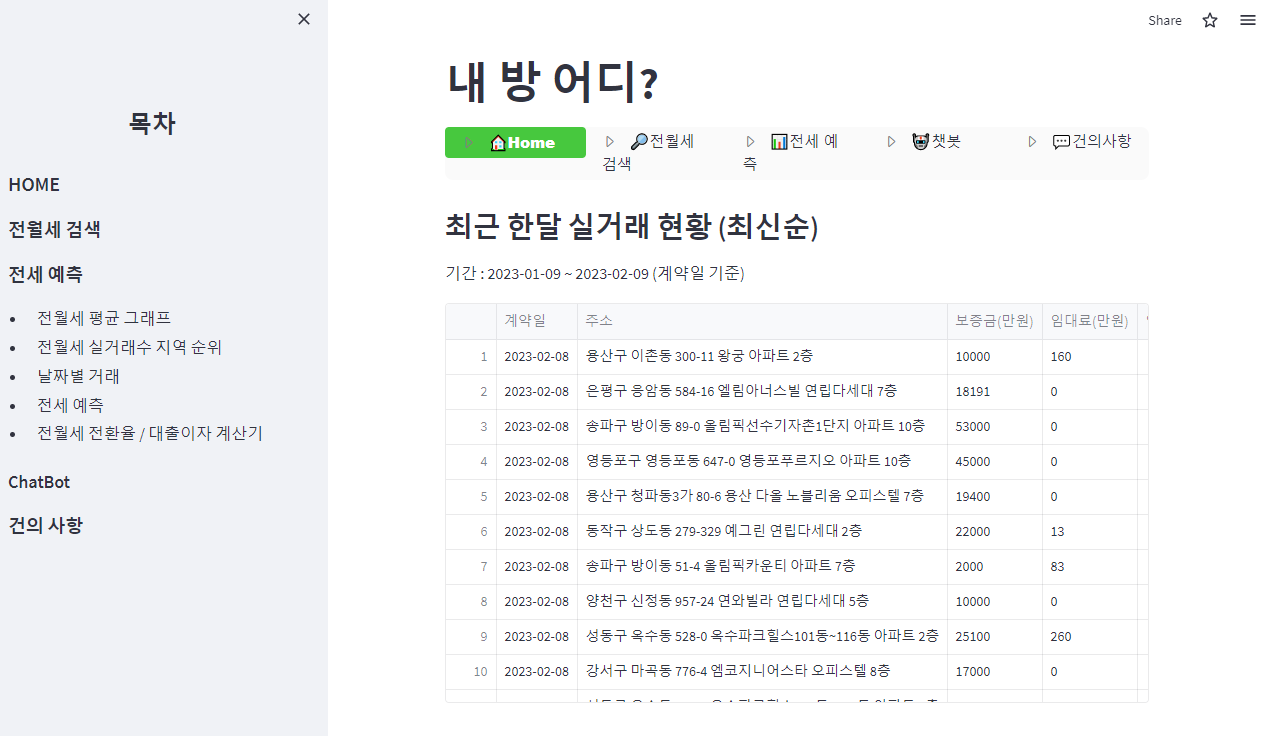 목차
HOME
전월세 검색
전세 예측
전월세 평균 그래프
전월세 실거래수 지역 순위
날짜별 거래
전세 예측
전월세 전환율 / 대출이자 계산기
ChatBot
건의 사항
Share
내 방 어디?
Home
전월세
검색
전세 예
측
챗봇
건의사항
최근 한달 실거래 현황 (최신순)
기간 : 2023-01-09 ~ 2023-02-09 (계약일 기준)
계약일 주소 보증금(만원) 임대료(만원)
1 2023-02-08 용산구 이촌동 300-11 왕궁 아파트 2층 10000 160
2 2023-02-08 은평구 응암동 584-16 엘림아너스빌 연립다세대 7층 18191 0
3 2023-02-08 송파구 방이동 89-0 올림픽선수기자촌1단지 아파트 10층 53000 0
4 2023-02-08 영등포구 영등포동 647-0 영등포푸르지오 아파트 10층 45000 0
5 2023-02-08 용산구 청파동3가 80-6 용산 다올 노블리움 오피스텔 7층 19400 0
6 2023-02-08 동작구 상도동 279-329 예그린 연립다세대 2층 22000 13
7 2023-02-08 송파구 방이동 51-4 올림픽카운티 아파트 7층 2000 83
8 2023-02-08 양천구 신정동 957-24 연와빌라 연립다세대 5층 10000 0
9 2023-02-08 성동구 옥수동 528-0 옥수파크힐스101동~116동 아파트 2층 25100 260
10 2023-02-08 강서구 마곡동 776-4 엠코지니어스타 오피스텔 8층 17000 0